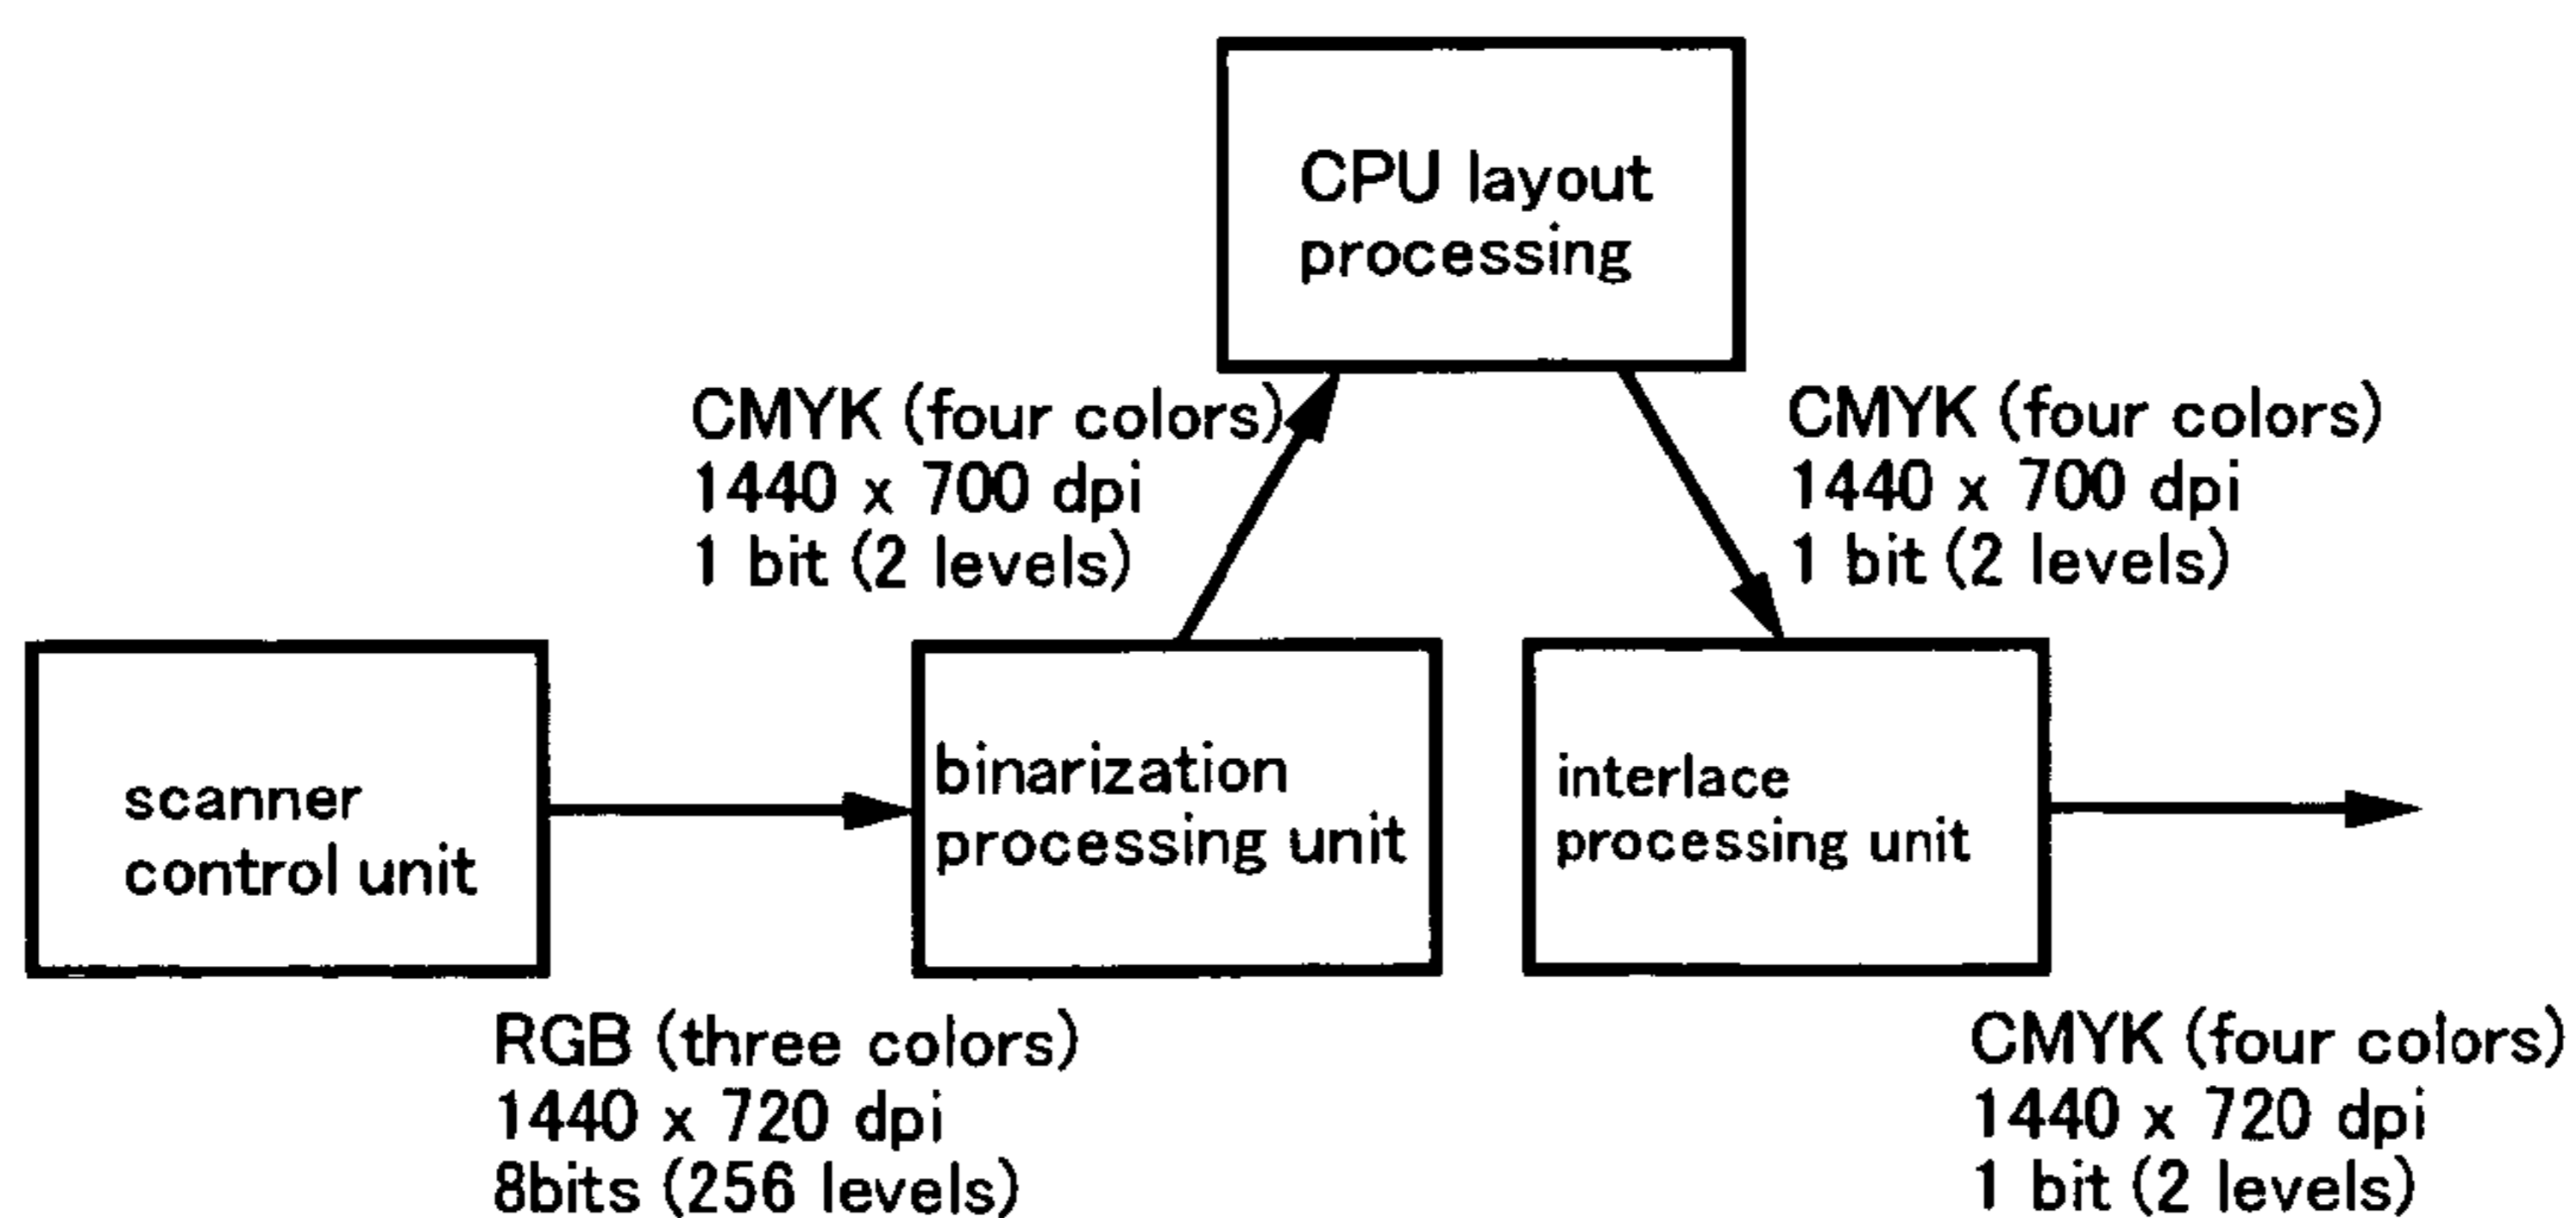 CPU layout
processing
CMYK (four colors)
1440 x 700 dpi
1 bit (2 levels)
CMYK (four colors)
1440 x 700 dpi
1 bit (2 levels)
scanner
control unit
binarization
processing unit
interlace
processing unit
RGB (three colors)
1440 x 720 dpi
8bits (256 levels)
CMYK (four colors)
1440 x 720 dpi
1 bit (2 levels)